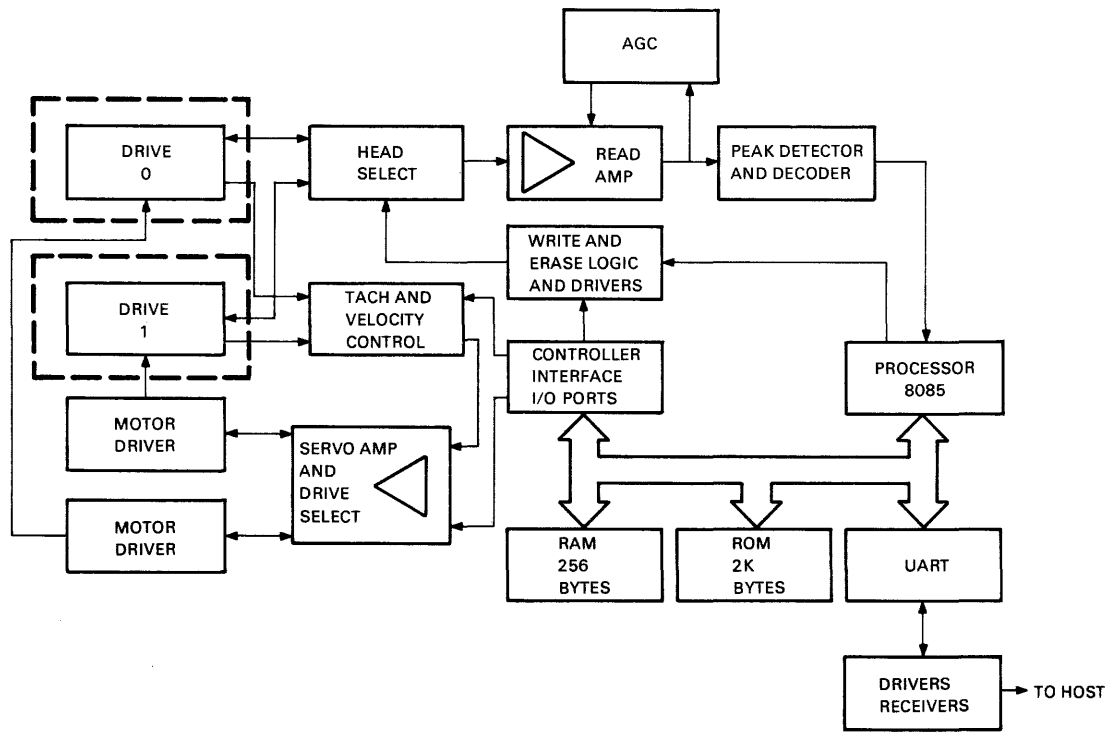 AGC
DRIVE
0
HEAD
SELECT
READ
AMP
PEAK DETECTOR
AND DECODER
WRITE AND
ERASE LOGIC
AND DRIVERS
DRIVE
1
TACH AND
VELOCITY
CONTROL
CONTROLLER
INTERFACE
I/O PORTS
PROCESSOR
8085
MOTOR
DRIVER
SERVO AMP
AND
DRIVE
SELECT
MOTOR
DRIVER
RAM
256
BYTES
ROM
2K
BYTES
UART
DRIVERS
RECEIVERS
TO HOST